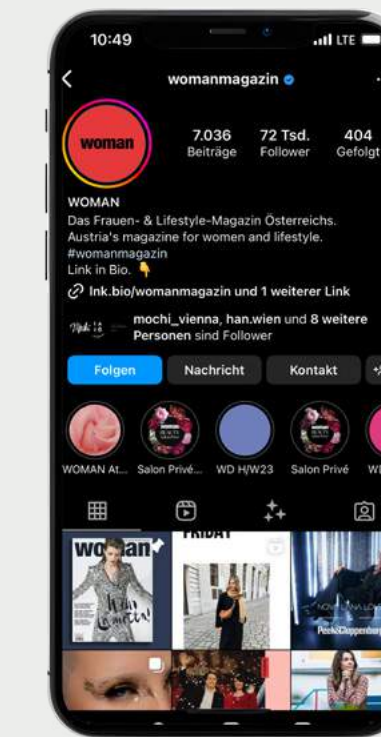 10:49
LTE
womanmagazin
woman
7.036 72 Tsd. 404
Beiträge Follower Gefolgt
WOMAN
Das Frauen- & Lifestyle-Magazin Österreichs.
Austria's magazine for women and lifestyle.
#womanmagazin
Link in Bio. 👇
lnk.bio/womanmagazin und 1 weiterer Link
mochi_vienna, han.wien und 8 weitere
Personen sind Follower
Folgen Nachricht Kontakt
WOMAN At... Salon Privé... WD H/W23 Salon Privé WD
woman
FRIDAY